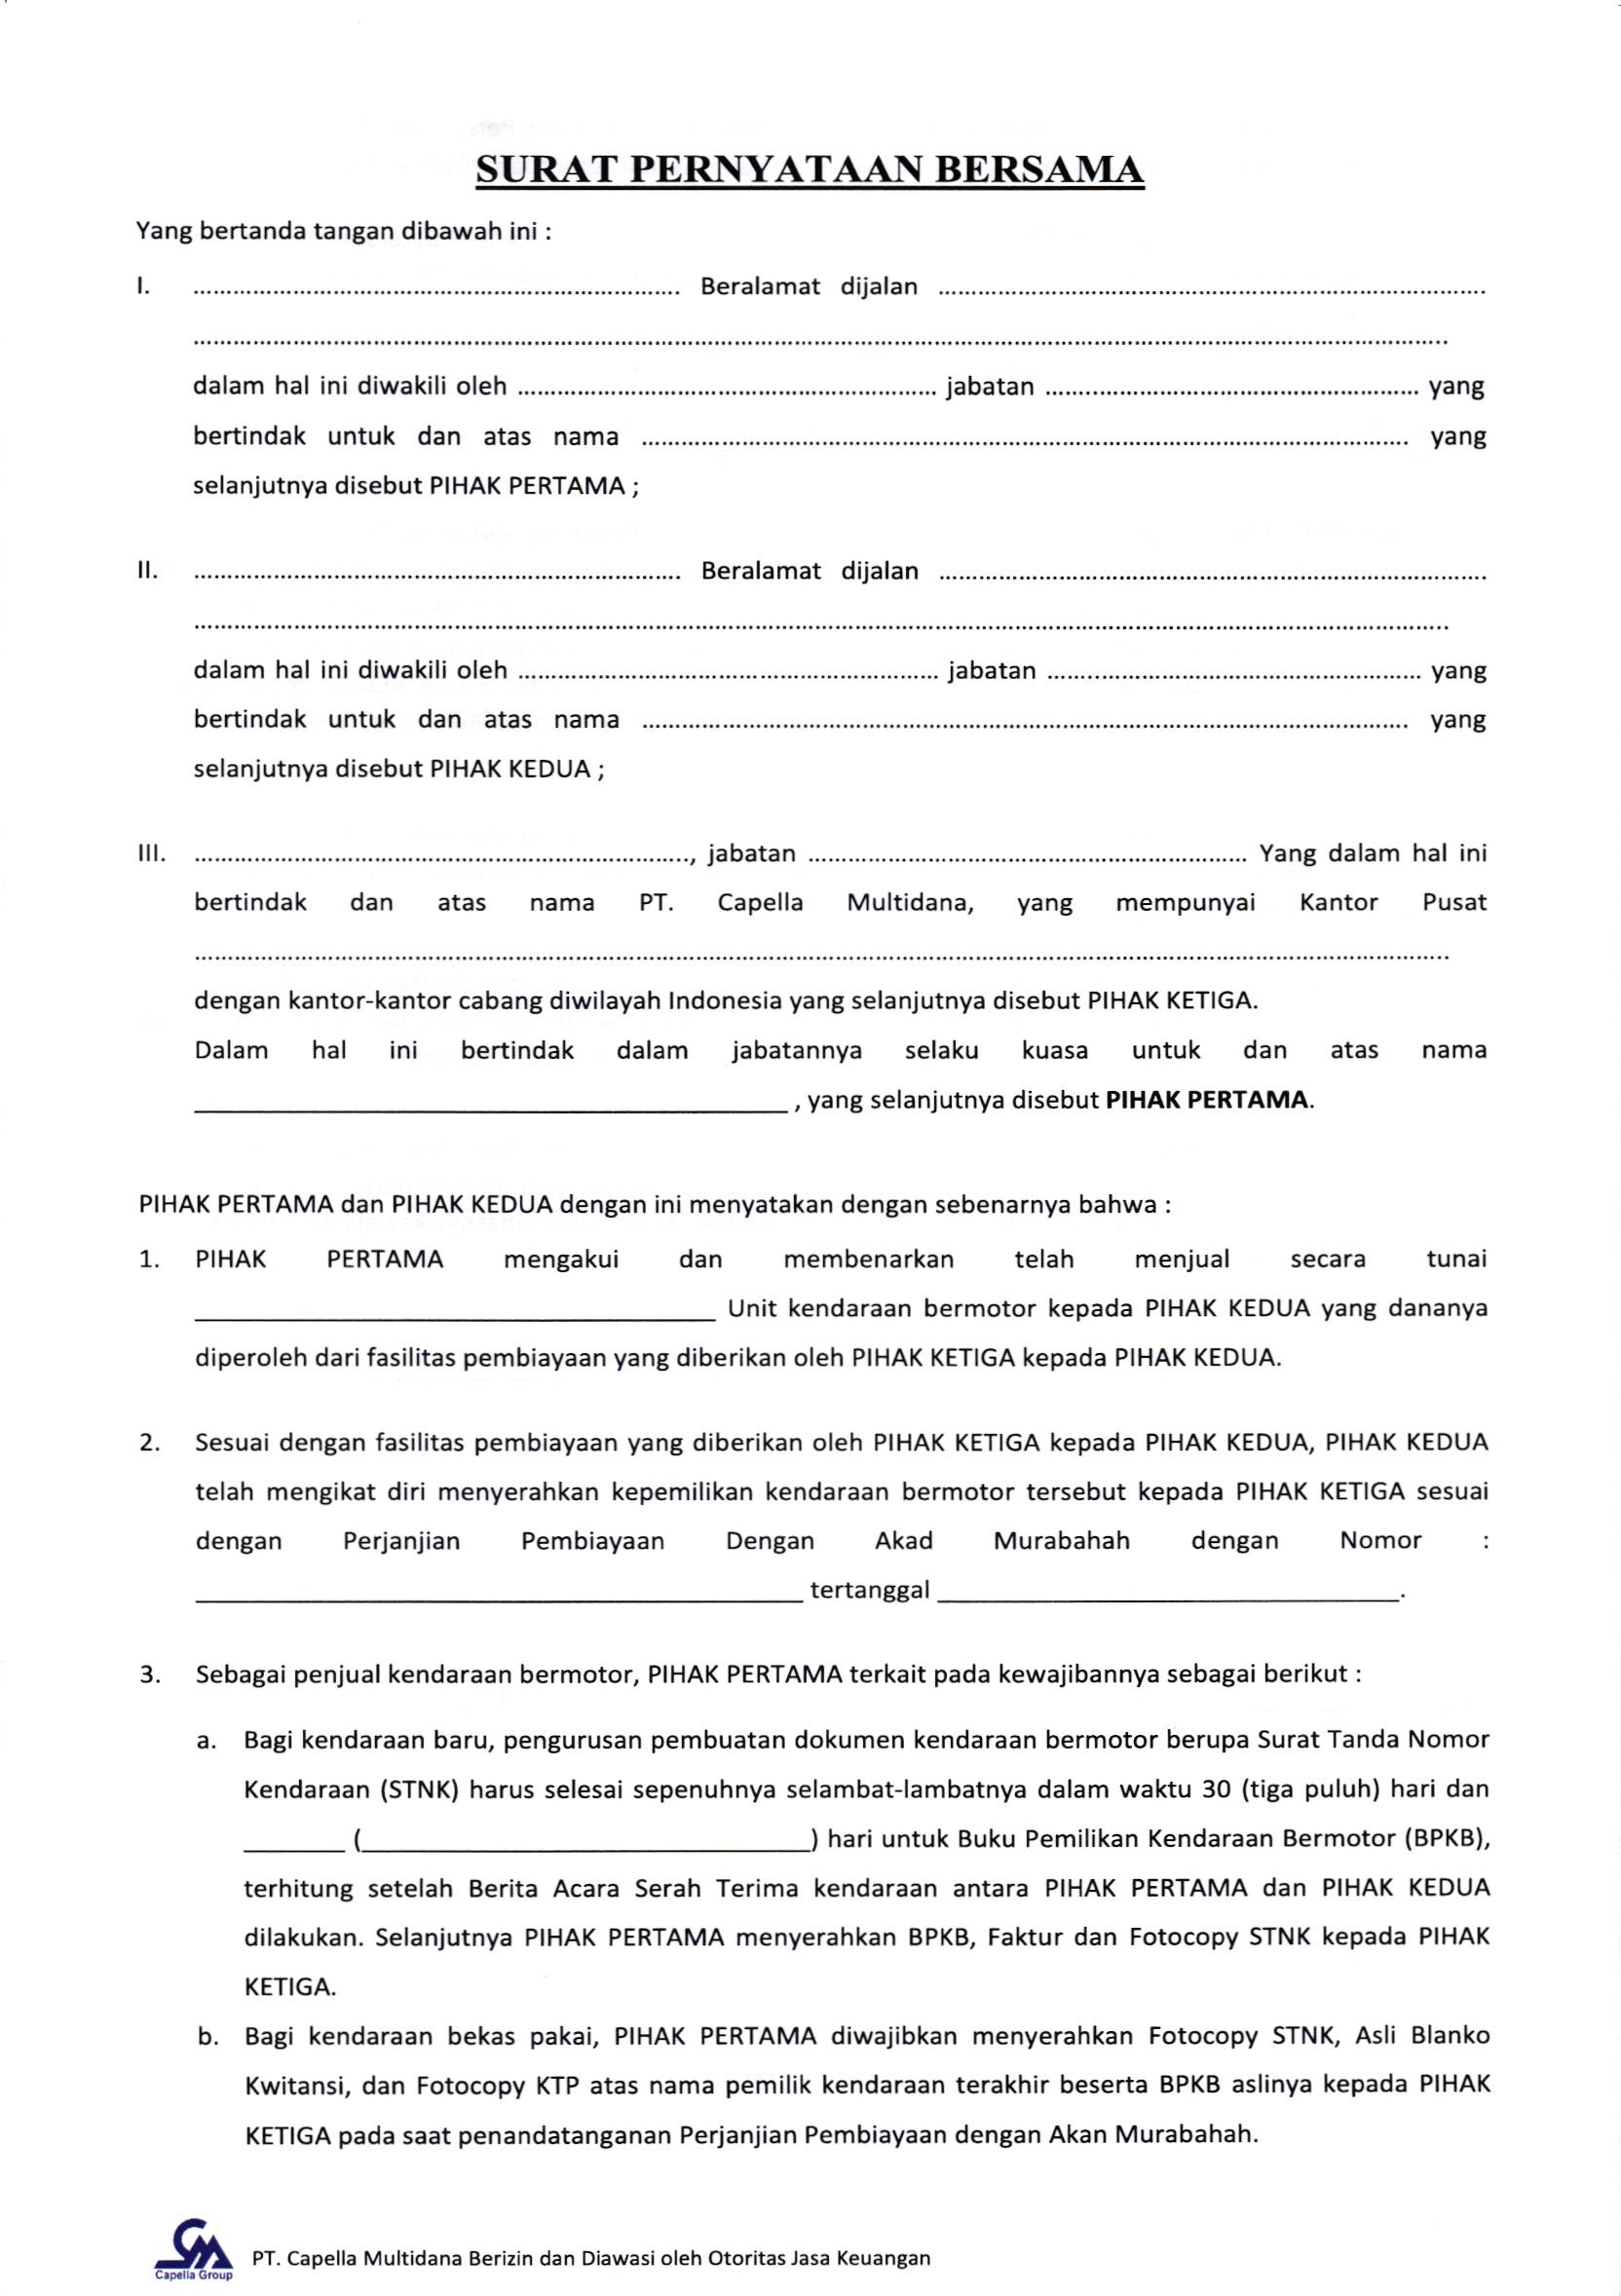 SURAT PERNYATAAN BERSAMA
Yang bertanda tangan dibawah ini :
I. ........................................................................ Beralamat dijalan .................................................................................
..........................................................................................................................................................................................
dalam hal ini diwakili oleh .............................................................. jabatan ....................................................... yang
bertindak untuk dan atas nama .................................................................................................................. yang
selanjutnya disebut PIHAK PERTAMA ;
II. ........................................................................ Beralamat dijalan .................................................................................
..........................................................................................................................................................................................
dalam hal ini diwakili oleh .............................................................. jabatan ....................................................... yang
bertindak untuk dan atas nama .................................................................................................................. yang
selanjutnya disebut PIHAK KEDUA ;
III. ........................................................................., jabatan ................................................................. Yang dalam hal ini
bertindak dan atas nama PT. Capella Multidana, yang mempunyai Kantor Pusat
..........................................................................................................................................................................................
dengan kantor-kantor cabang diwilayah Indonesia yang selanjutnya disebut PIHAK KETIGA.
Dalam hal ini bertindak dalam jabatannya selaku kuasa untuk dan atas nama
_____________________________________________ , yang selanjutnya disebut PIHAK PERTAMA.
PIHAK PERTAMA dan PIHAK KEDUA dengan ini menyatakan dengan sebenarnya bahwa :
1. PIHAK PERTAMA mengakui dan membenarkan telah menjual secara tunai
________________________________________ Unit kendaraan bermotor kepada PIHAK KEDUA yang dananya
diperoleh dari fasilitas pembiayaan yang diberikan oleh PIHAK KETIGA kepada PIHAK KEDUA.
2. Sesuai dengan fasilitas pembiayaan yang diberikan oleh PIHAK KETIGA kepada PIHAK KEDUA, PIHAK KEDUA
telah mengikat diri menyerahkan kepemilikan kendaraan bermotor tersebut kepada PIHAK KETIGA sesuai
dengan Perjanjian Pembiayaan Dengan Akad Murabahah dengan Nomor :
______________________________________________ tertanggal ___________________________________.
3. Sebagai penjual kendaraan bermotor, PIHAK PERTAMA terkait pada kewajibannya sebagai berikut :
a. Bagi kendaraan baru, pengurusan pembuatan dokumen kendaraan bermotor berupa Surat Tanda Nomor
Kendaraan (STNK) harus selesai sepenuhnya selambat-lambatnya dalam waktu 30 (tiga puluh) hari dan
________ (__________________________________) hari untuk Buku Pemilikan Kendaraan Bermotor (BPKB),
terhitung setelah Berita Acara Serah Terima kendaraan antara PIHAK PERTAMA dan PIHAK KEDUA
dilakukan. Selanjutnya PIHAK PERTAMA menyerahkan BPKB, Faktur dan Fotocopy STNK kepada PIHAK
KETIGA.
b. Bagi kendaraan bekas pakai, PIHAK PERTAMA diwajibkan menyerahkan Fotocopy STNK, Asli Blanko
Kwitansi, dan Fotocopy KTP atas nama pemilik kendaraan terakhir beserta BPKB aslinya kepada PIHAK
KETIGA pada saat penandatanganan Perjanjian Pembiayaan dengan Akan Murabahah.
Capella Group
PT. Capella Multidana Berizin dan Diawasi oleh Otoritas Jasa Keuangan